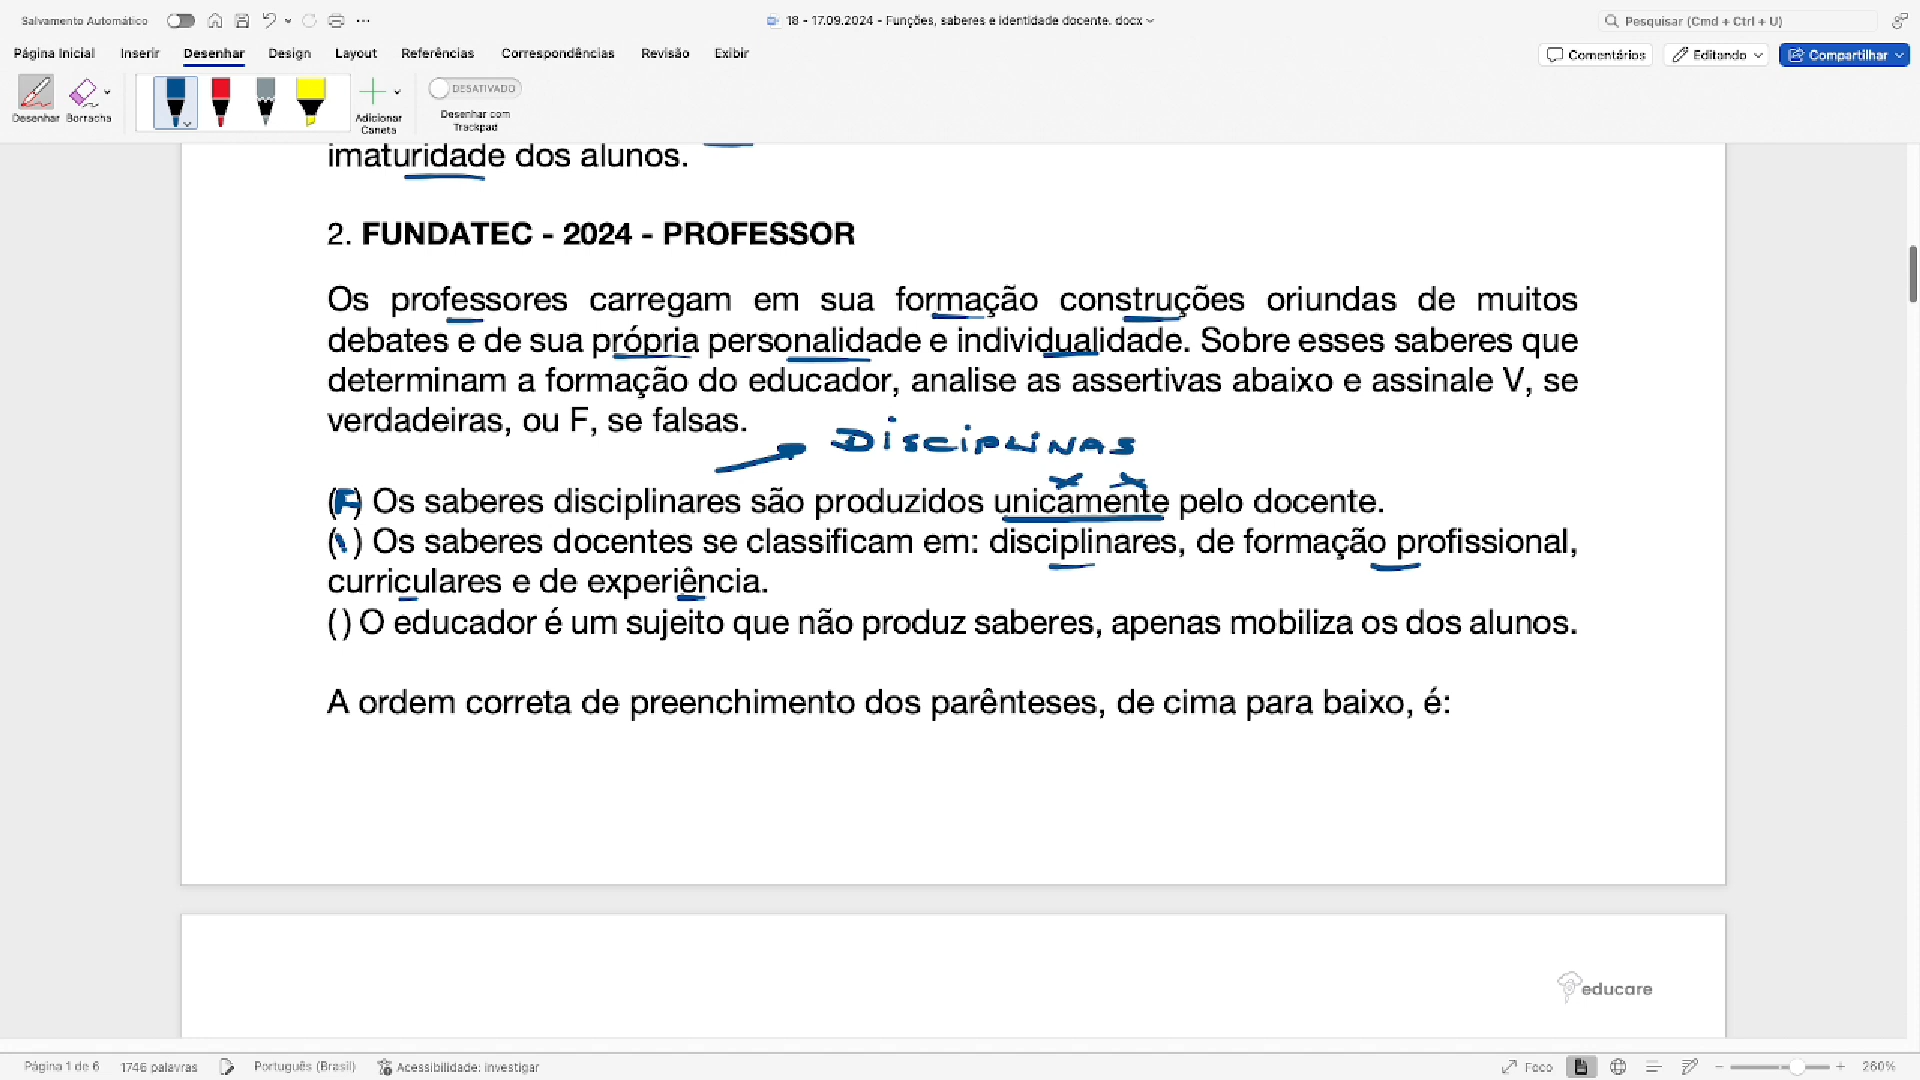 Salvamento Automático
18 - 17.09.2024 - Funções, saberes e identidade docente. docx
Pesquisar (Cmd + Ctrl + U)
Página Inicial Inserir Desenhar Design Layout Referências Correspondências Revisão Exibir
Comentários Editando Compartilhar
DESATIVADO
Desenhar Borracha Adicionar Caneta Desenhar com Trackpad
imaturidade dos alunos.
2. FUNDATEC - 2024 - PROFESSOR
Os professores carregam em sua formação construções oriundas de muitos
debates e de sua própria personalidade e individualidade. Sobre esses saberes que
determinam a formação do educador, analise as assertivas abaixo e assinale V, se
verdadeiras, ou F, se falsas.
DISCIPLINAS
(F) Os saberes disciplinares são produzidos unicamente pelo docente.
( ) Os saberes docentes se classificam em: disciplinares, de formação profissional,
curriculares e de experiência.
( ) O educador é um sujeito que não produz saberes, apenas mobiliza os dos alunos.
A ordem correta de preenchimento dos parênteses, de cima para baixo, é:
educare
Página 1 de 6 1746 palavras Português (Brasil) Acessibilidade: investigar Foco 260%